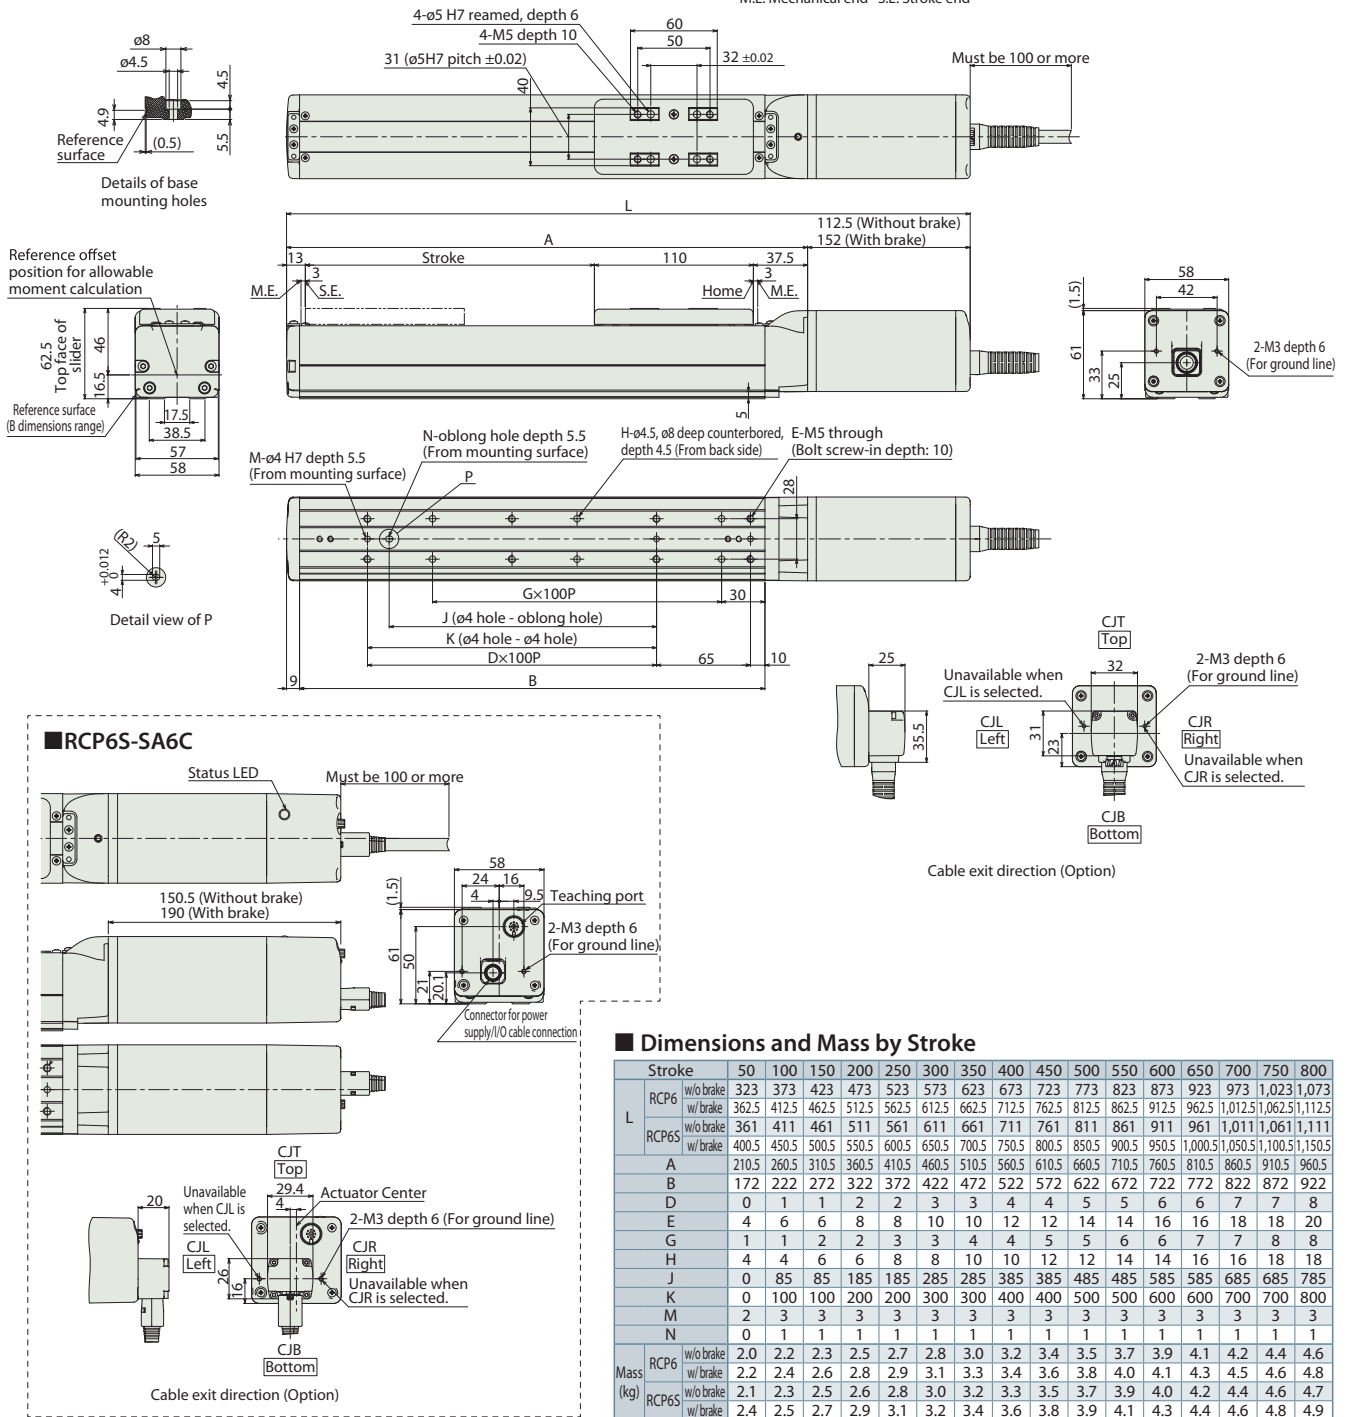 M.E. Mechanical end S.E. Stroke end
4-ø5 H7 reamed, depth 6
4-M5 depth 10
31 (ø5H7 pitch ±0.02)
60
50
32 ±0.02
40
Must be 100 or more
ø8
ø4.5
4.5
4.9
5.5
(0.5)
Reference
surface
Details of base
mounting holes
L
A
112.5 (Without brake)
152 (With brake)
13
Stroke
110
37.5
3
3
M.E.
S.E.
Home
M.E.
5
Reference offset
position for allowable
moment calculation
62.5
Top face of
slider
46
16.5
Reference surface
(B dimensions range)
17.5
38.5
57
58
58
42
(1.5)
61
33
25
2-M3 depth 6
(For ground line)
M-ø4 H7 depth 5.5
(From mounting surface)
N-oblong hole depth 5.5
(From mounting surface)
P
H-ø4.5, ø8 deep counterbored,
depth 4.5 (From back side)
E-M5 through
(Bolt screw-in depth: 10)
28
G×100P
30
J (ø4 hole - oblong hole)
K (ø4 hole - ø4 hole)
D×100P
65
10
9
B
(R2)
5
4 +0.012 0
Detail view of P
25
35.5
CJT
Top
32
2-M3 depth 6
(For ground line)
Unavailable when
CJL is selected.
CJL
Left
31
23
CJR
Right
Unavailable when
CJR is selected.
CJB
Bottom
Cable exit direction (Option)
■RCP6S-SA6C
Status LED
Must be 100 or more
150.5 (Without brake)
190 (With brake)
58
24
16
4
9.5
Teaching port
(1.5)
61
50
21
20.1
2-M3 depth 6
(For ground line)
Connector for power
supply/I/O cable connection
CJT
Top
29.4
4
Actuator Center
2-M3 depth 6 (For ground line)
20
Unavailable
when CJL is
selected.
CJL
Left
26
16
CJR
Right
Unavailable when
CJR is selected.
CJB
Bottom
Cable exit direction (Option)
■ Dimensions and Mass by Stroke
Stroke 50 100 150 200 250 300 350 400 450 500 550 600 650 700 750 800
L RCP6 w/o brake 323 373 423 473 523 573 623 673 723 773 823 873 923 973 1,023 1,073
w/ brake 362.5 412.5 462.5 512.5 562.5 612.5 662.5 712.5 762.5 812.5 862.5 912.5 962.5 1,012.5 1,062.5 1,112.5
RCP6S w/o brake 361 411 461 511 561 611 661 711 761 811 861 911 961 1,011 1,061 1,111
w/ brake 400.5 450.5 500.5 550.5 600.5 650.5 700.5 750.5 800.5 850.5 900.5 950.5 1,000.5 1,050.5 1,100.5 1,150.5
A 210.5 260.5 310.5 360.5 410.5 460.5 510.5 560.5 610.5 660.5 710.5 760.5 810.5 860.5 910.5 960.5
B 172 222 272 322 372 422 472 522 572 622 672 722 772 822 872 922
D 0 1 1 2 2 3 3 4 4 5 5 6 6 7 7 8
E 4 6 6 8 8 10 10 12 12 14 14 16 16 18 18 20
G 1 1 2 2 3 3 4 4 5 5 6 6 7 7 8 8
H 4 4 6 6 8 8 10 10 12 12 14 14 16 16 18 18
J 0 85 85 185 185 285 285 385 385 485 485 585 585 685 685 785
K 0 100 100 200 200 300 300 400 400 500 500 600 600 700 700 800
M 2 3 3 3 3 3 3 3 3 3 3 3 3 3 3 3
N 0 1 1 1 1 1 1 1 1 1 1 1 1 1 1 1
Mass (kg) RCP6 w/o brake 2.0 2.2 2.3 2.5 2.7 2.8 3.0 3.2 3.4 3.5 3.7 3.9 4.1 4.2 4.4 4.6
w/ brake 2.2 2.4 2.6 2.8 2.9 3.1 3.3 3.4 3.6 3.8 4.0 4.1 4.3 4.5 4.6 4.8
RCP6S w/o brake 2.1 2.3 2.5 2.6 2.8 3.0 3.2 3.3 3.5 3.7 3.9 4.0 4.2 4.4 4.6 4.7
w/ brake 2.4 2.5 2.7 2.9 3.1 3.2 3.4 3.6 3.8 3.9 4.1 4.3 4.4 4.6 4.8 4.9